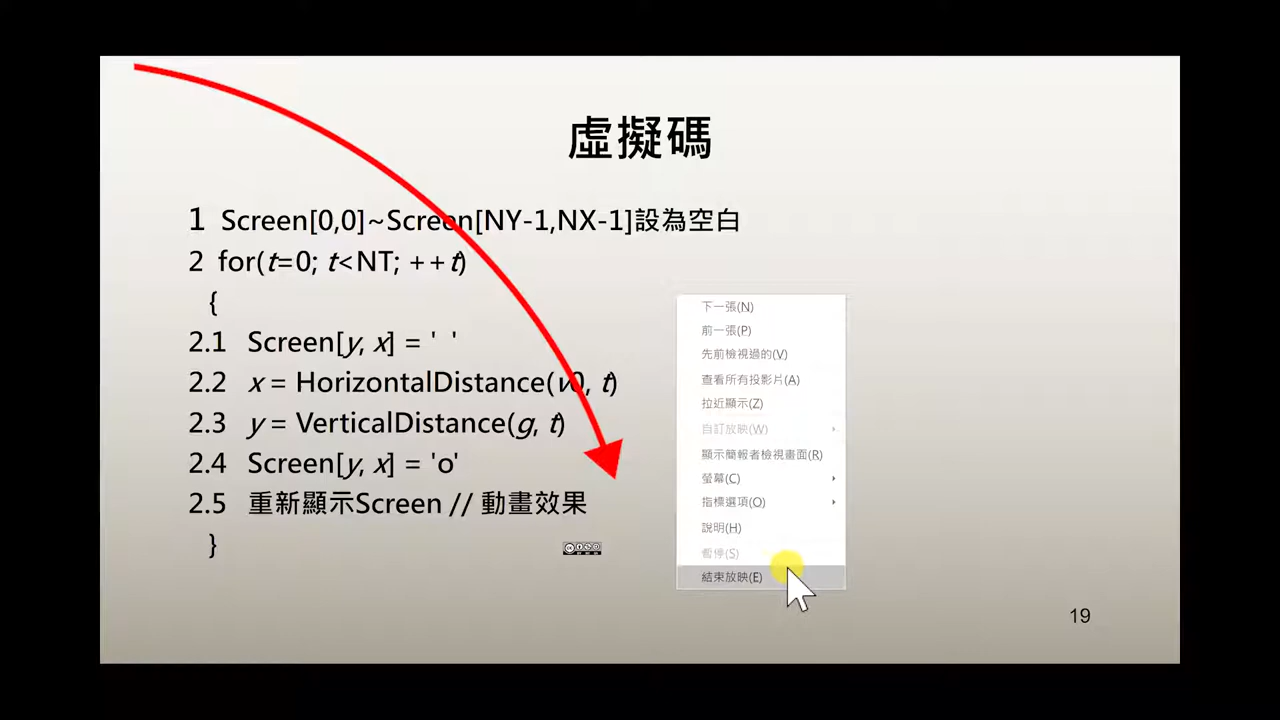 虛擬碼
1 Screen[0,0]~Screen[NY-1,NX-1]設為空白
2 for(t=0; t<NT; ++t)
{
2.1 Screen[y, x] = ' '
2.2 x = HorizontalDistance(v0, t)
2.3 y = VerticalDistance(g, t)
2.4 Screen[y, x] = 'o'
2.5 重新顯示Screen // 動畫效果
}
下一張(N)
前一張(P)
先前檢視過的(V)
查看所有投影片(A)
拉近顯示(Z)
自訂放映(W)
顯示簡報者檢視畫面(R)
螢幕(C)
指標選項(O)
說明(H)
暫停(S)
結束放映(E)
19